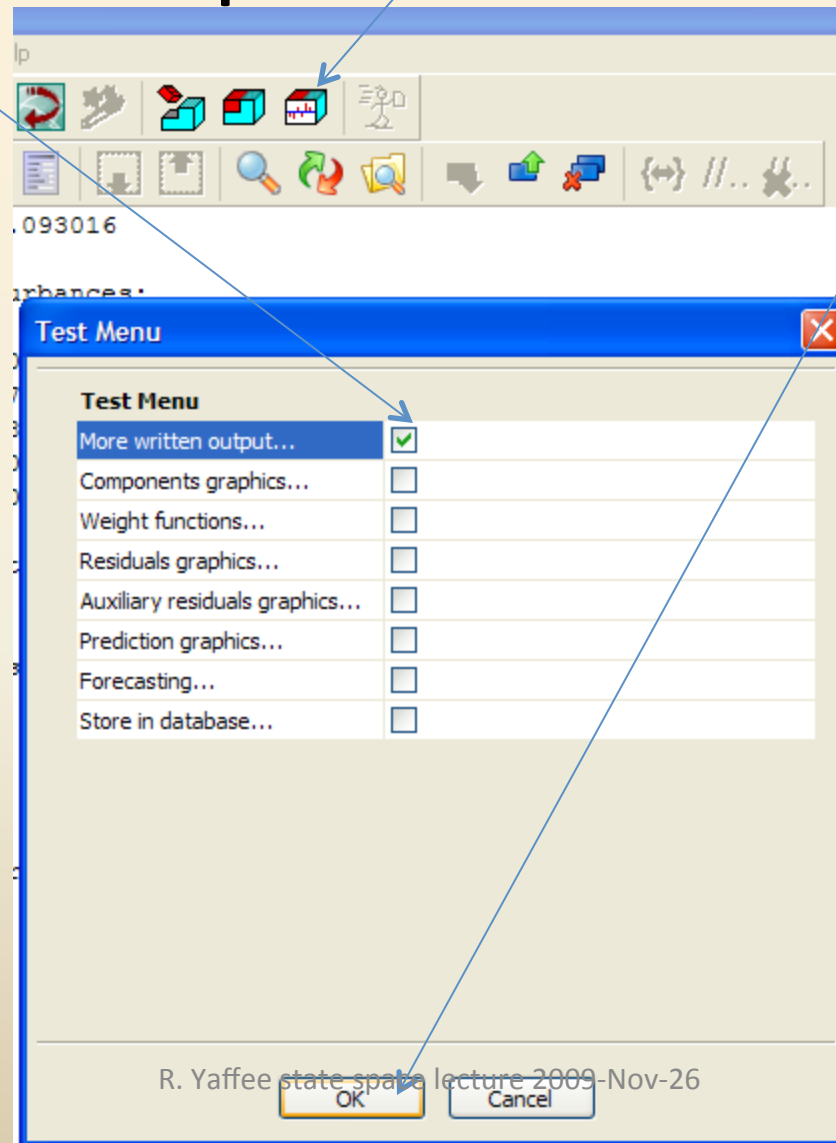 lp
//..
.093016
urbances:
Test Menu
Test Menu
More written output...
Components graphics...
Weight functions...
Residuals graphics...
Auxiliary residuals graphics...
Prediction graphics...
Forecasting...
Store in database...
R. Yaffee state space lecture 2009-Nov-26
OK Cancel